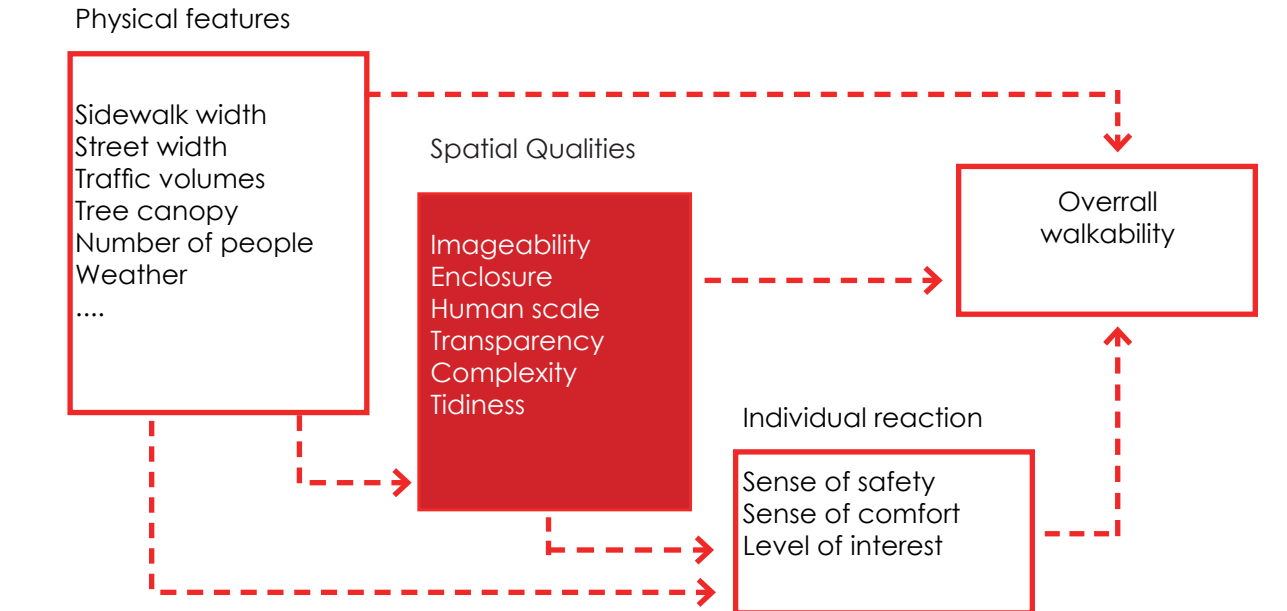 Physical features
Sidewalk width
Street width
Traffic volumes
Tree canopy
Number of people
Weather
....
Spatial Qualities
Imageability
Enclosure
Human scale
Transparency
Complexity
Tidiness
Individual reaction
Sense of safety
Sense of comfort
Level of interest
Overrall
walkability